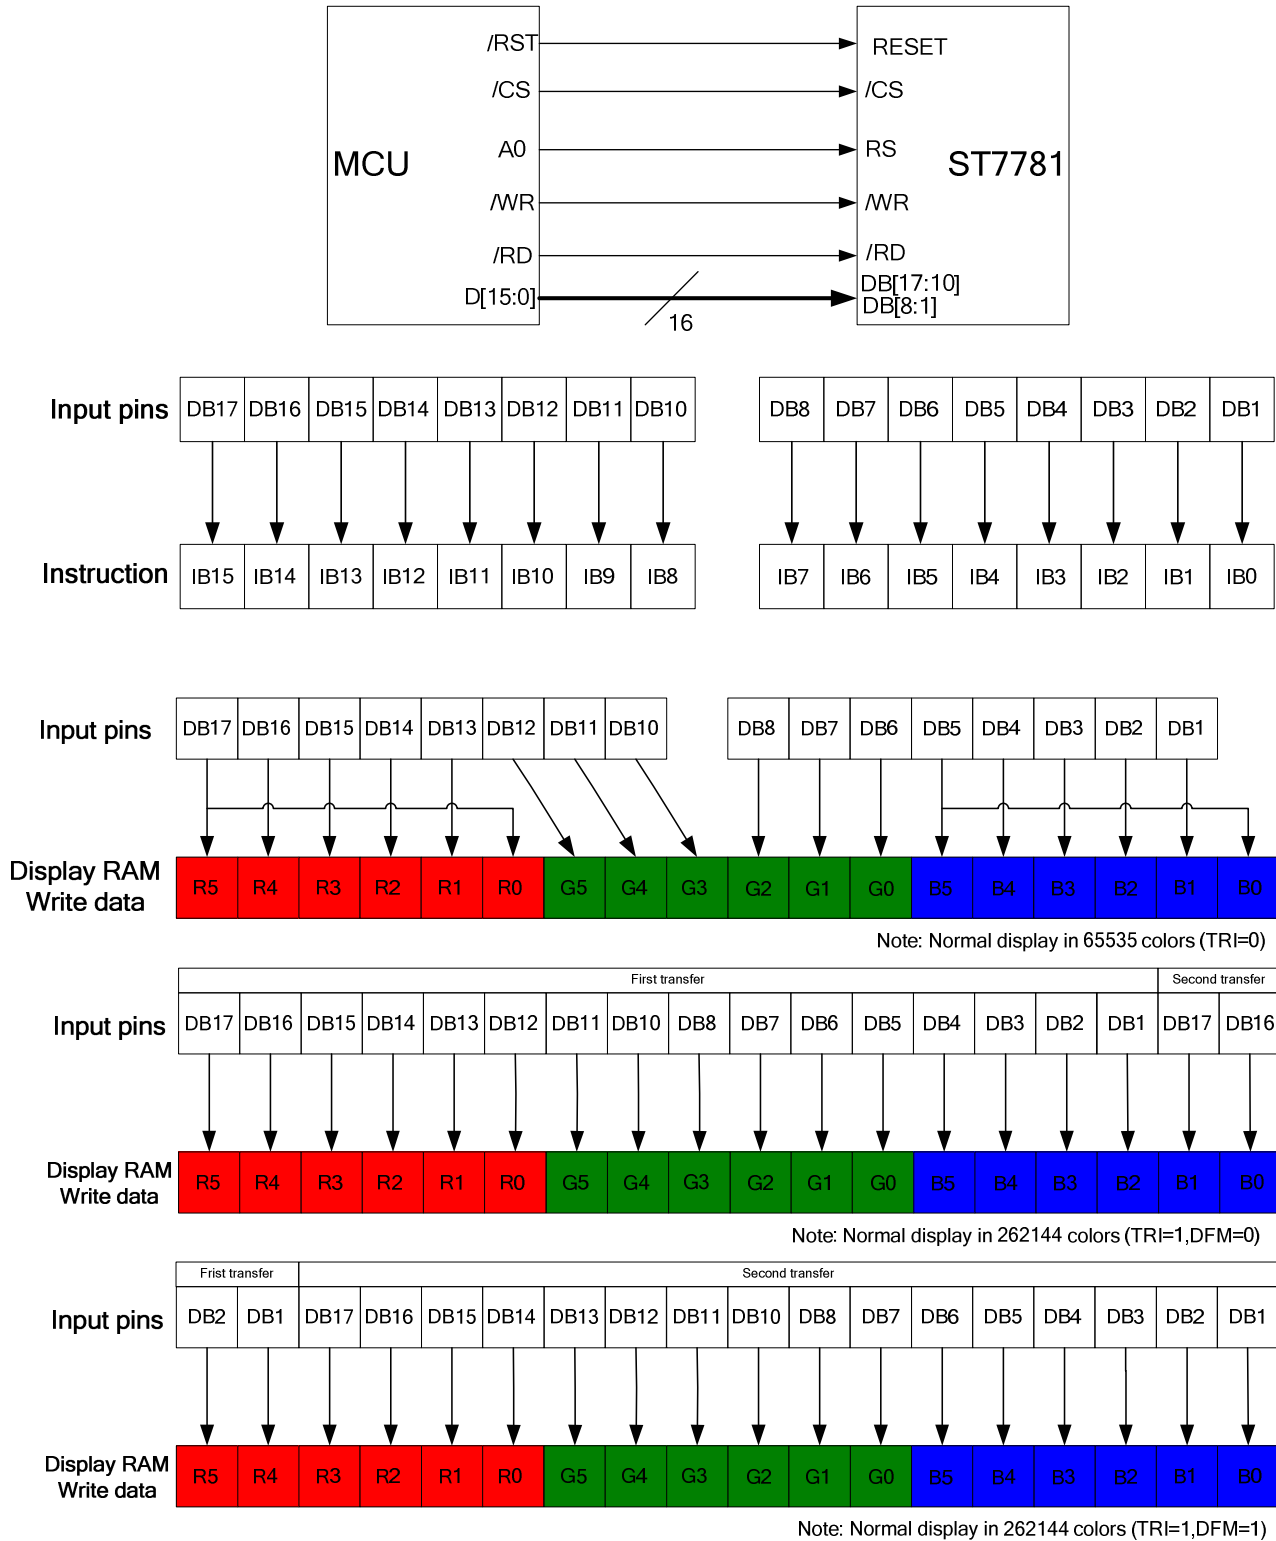 /RST RESET
/CS /CS
MCU A0 RS ST7781
/WR /WR
/RD /RD
D[15:0] DB[17:10]
16 DB[8:1]
Input pins DB17 DB16 DB15 DB14 DB13 DB12 DB11 DB10 DB8 DB7 DB6 DB5 DB4 DB3 DB2 DB1
Instruction IB15 IB14 IB13 IB12 IB11 IB10 IB9 IB8 IB7 IB6 IB5 IB4 IB3 IB2 IB1 IB0
Input pins DB17 DB16 DB15 DB14 DB13 DB12 DB11 DB10 DB8 DB7 DB6 DB5 DB4 DB3 DB2 DB1
Display RAM
Write data R5 R4 R3 R2 R1 R0 G5 G4 G3 G2 G1 G0 B5 B4 B3 B2 B1 B0
Note: Normal display in 65535 colors (TRI=0)
First transfer Second transfer
Input pins DB17 DB16 DB15 DB14 DB13 DB12 DB11 DB10 DB8 DB7 DB6 DB5 DB4 DB3 DB2 DB1 DB17 DB16
Display RAM
Write data R5 R4 R3 R2 R1 R0 G5 G4 G3 G2 G1 G0 B5 B4 B3 B2 B1 B0
Note: Normal display in 262144 colors (TRI=1,DFM=0)
Frist transfer Second transfer
Input pins DB2 DB1 DB17 DB16 DB15 DB14 DB13 DB12 DB11 DB10 DB8 DB7 DB6 DB5 DB4 DB3 DB2 DB1
Display RAM
Write data R5 R4 R3 R2 R1 R0 G5 G4 G3 G2 G1 G0 B5 B4 B3 B2 B1 B0
Note: Normal display in 262144 colors (TRI=1,DFM=1)